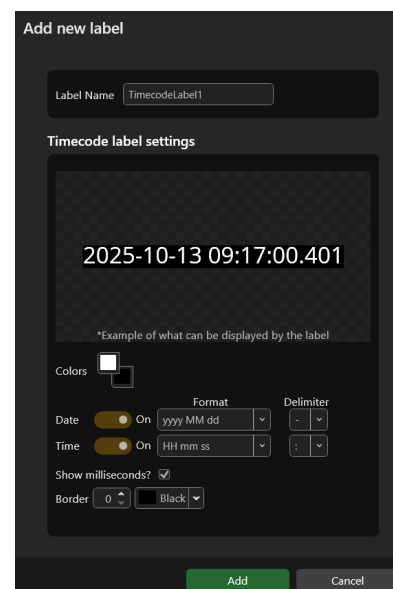 Add new label
Label Name TimecodeLabel1
Timecode label settings
2025-10-13 09:17:00.401
*Example of what can be displayed by the label
Colors
Format Delimiter
Date On yyyy MM dd -
Time On HH mm ss :
Show milliseconds?
Border 0 Black
Add Cancel